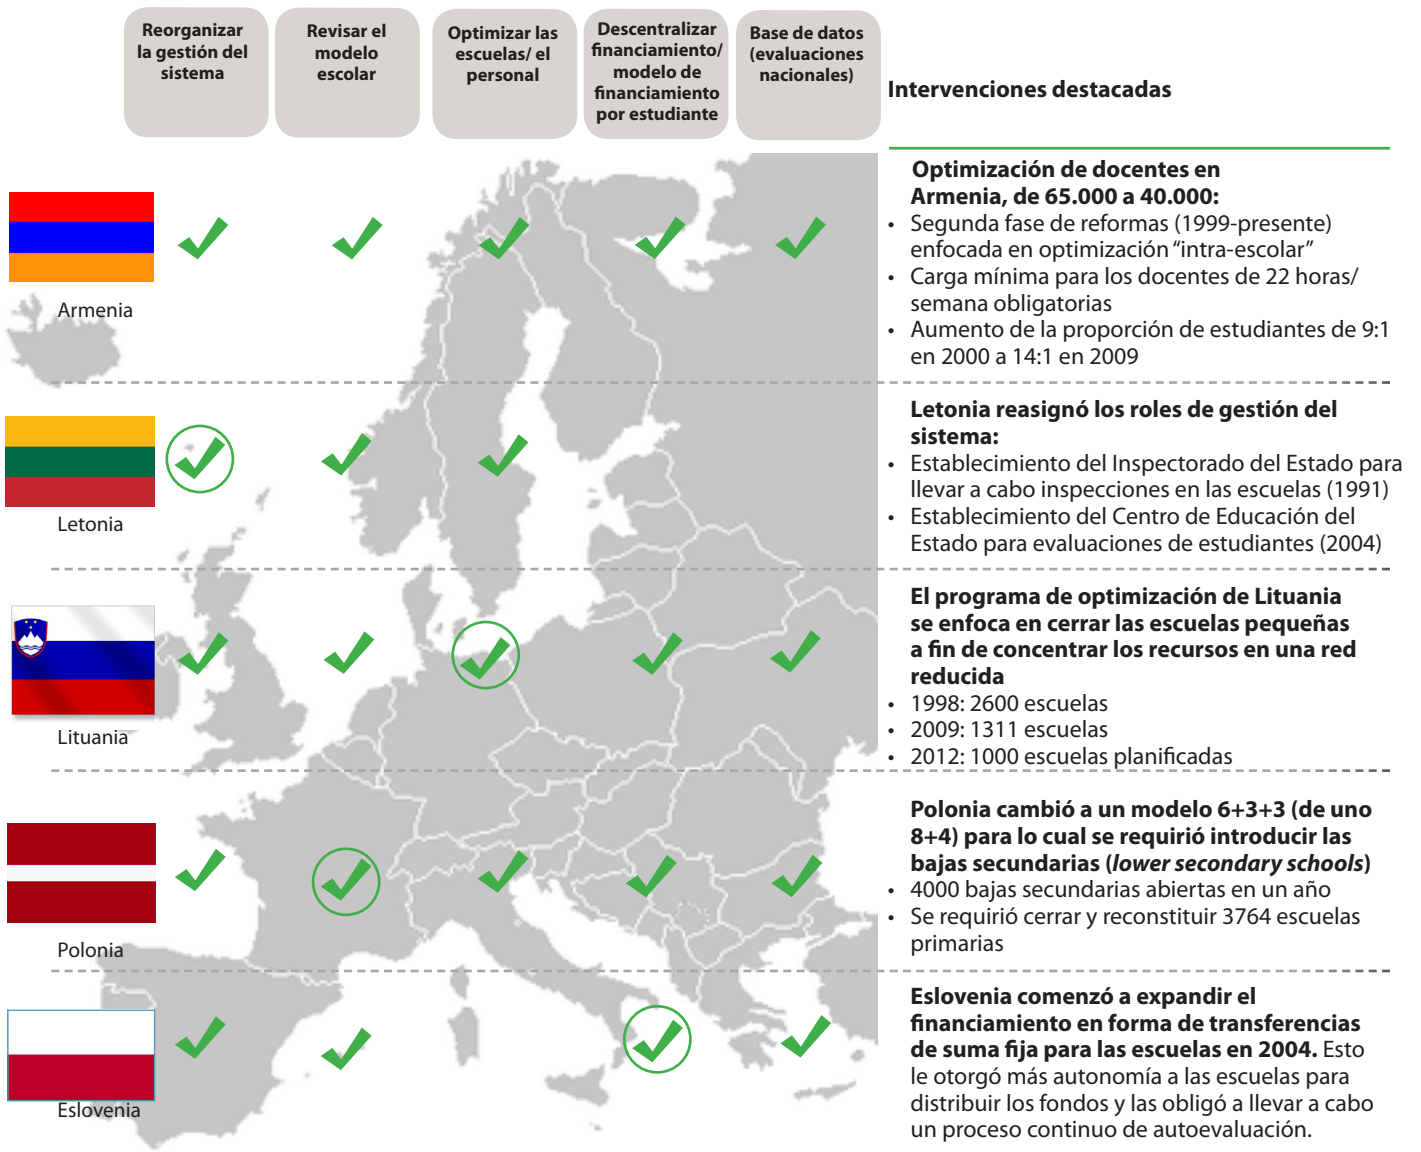 Reorganizar
la gestión del
sistema
Revisar el
modelo
escolar
Optimizar las
escuelas/ el
personal
Descentralizar
financiamiento/
modelo de
financiamiento
por estudiante
Base de datos
(evaluaciones
nacionales)
Intervenciones destacadas
Armenia
Optimización de docentes en
Armenia, de 65.000 a 40.000:
• Segunda fase de reformas (1999-presente)
enfocada en optimización “intra-escolar”
• Carga mínima para los docentes de 22 horas/
semana obligatorias
• Aumento de la proporción de estudiantes de 9:1
en 2000 a 14:1 en 2009
Letonia
Letonia reasignó los roles de gestión del
sistema:
• Establecimiento del Inspectorado del Estado para
llevar a cabo inspecciones en las escuelas (1991)
• Establecimiento del Centro de Educación del
Estado para evaluaciones de estudiantes (2004)
Lituania
El programa de optimización de Lituania
se enfoca en cerrar las escuelas pequeñas
a fin de concentrar los recursos en una red
reducida
• 1998: 2600 escuelas
• 2009: 1311 escuelas
• 2012: 1000 escuelas planificadas
Polonia
Polonia cambió a un modelo 6+3+3 (de uno
8+4) para lo cual se requirió introducir las
bajas secundarias (lower secondary schools)
• 4000 bajas secundarias abiertas en un año
• Se requirió cerrar y reconstituir 3764 escuelas
primarias
Eslovenia
Eslovenia comenzó a expandir el
financiamiento en forma de transferencias
de suma fija para las escuelas en 2004. Esto
le otorgó más autonomía a las escuelas para
distribuir los fondos y las obligó a llevar a cabo
un proceso continuo de autoevaluación.